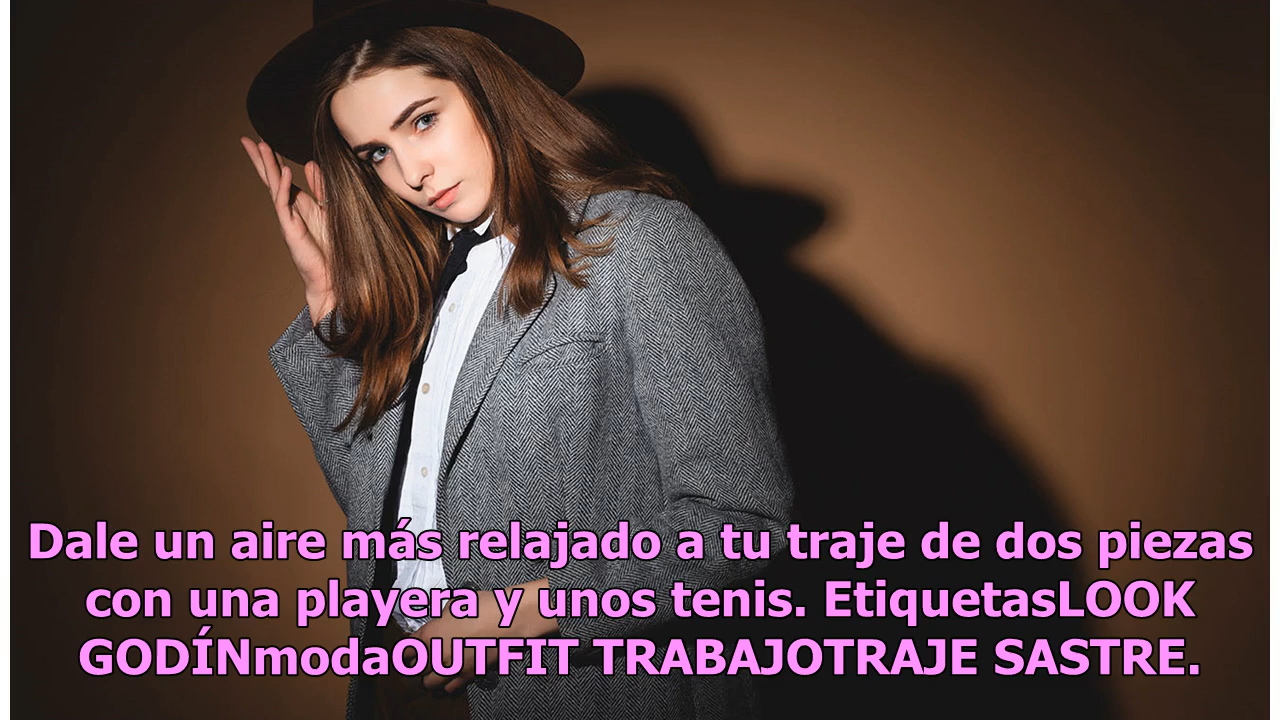 Dale un aire más relajado a tu traje de dos piezas
con una playera y unos tenis. EtiquetasLOOK
GODÍNmodaOUTFIT TRABAJOTRAJE SASTRE.